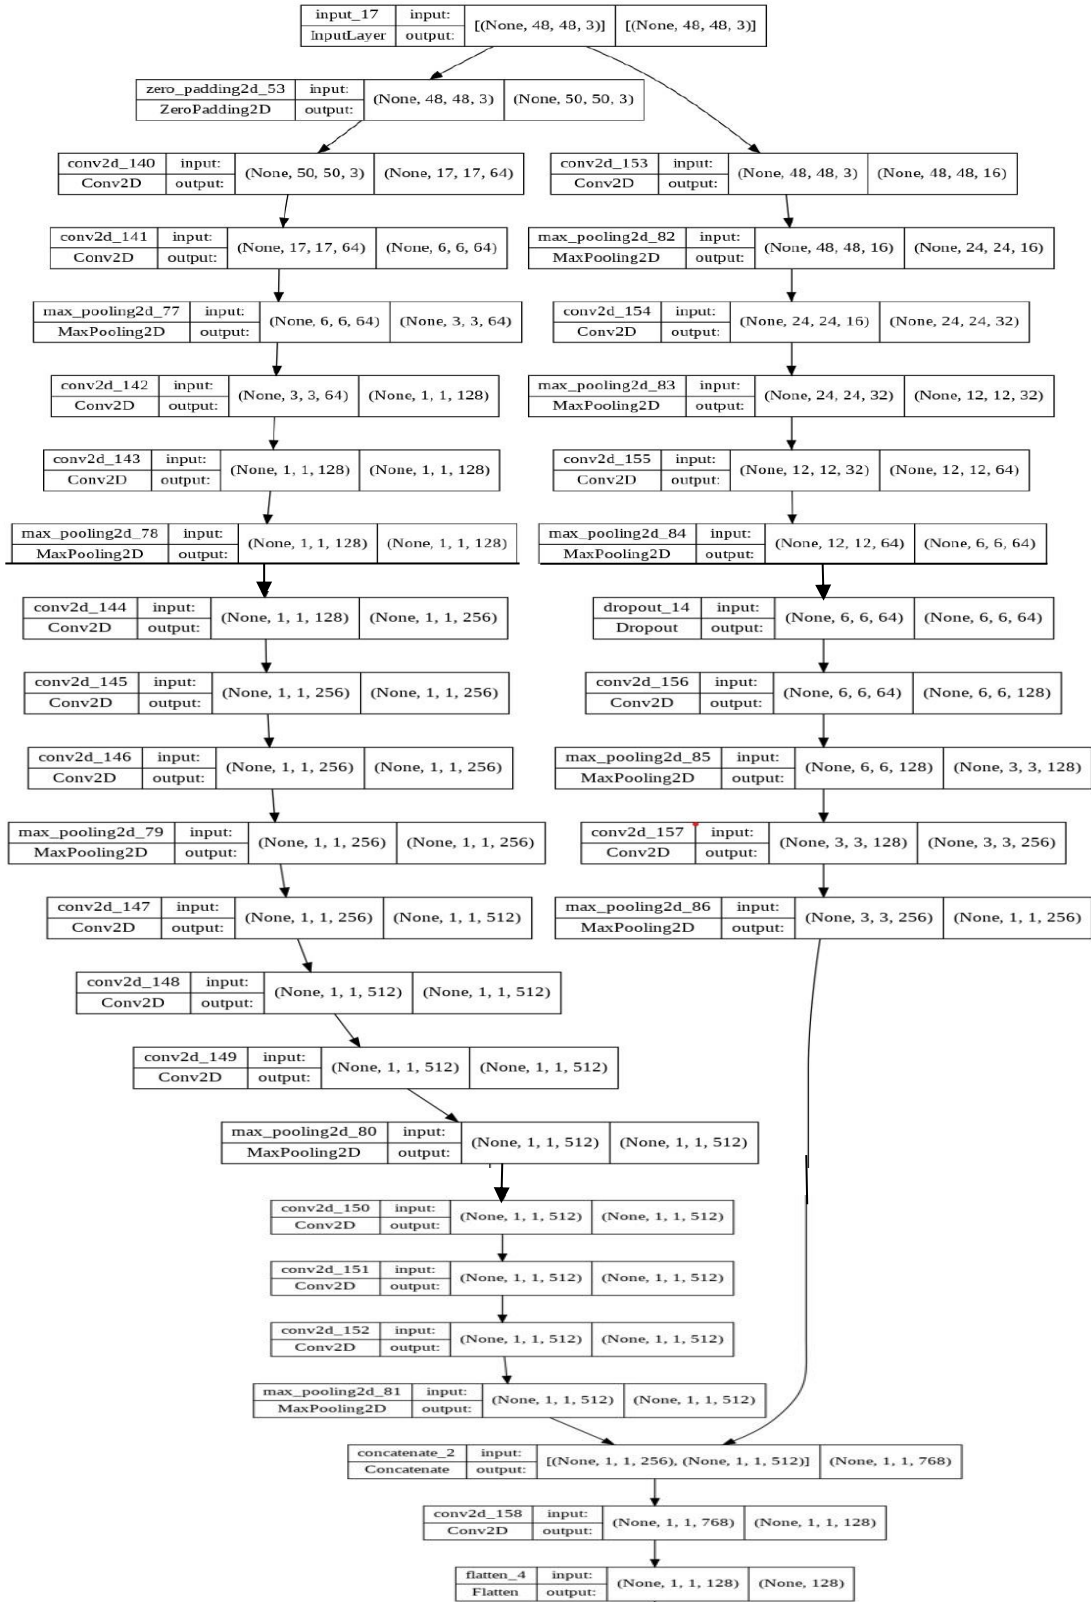 input_17 input: [(None, 48, 48, 3)] [(None, 48, 48, 3)]
InputLayer output:
zero_padding2d_53 input: (None, 48, 48, 3) (None, 50, 50, 3)
ZeroPadding2D output:
conv2d_140 input: (None, 50, 50, 3) (None, 17, 17, 64)
Conv2D output:
conv2d_153 input: (None, 48, 48, 3) (None, 48, 48, 16)
Conv2D output:
conv2d_141 input: (None, 17, 17, 64) (None, 6, 6, 64)
Conv2D output:
max_pooling2d_82 input: (None, 48, 48, 16) (None, 24, 24, 16)
MaxPooling2D output:
max_pooling2d_77 input: (None, 6, 6, 64) (None, 3, 3, 64)
MaxPooling2D output:
conv2d_154 input: (None, 24, 24, 16) (None, 24, 24, 32)
Conv2D output:
conv2d_142 input: (None, 3, 3, 64) (None, 1, 1, 128)
Conv2D output:
max_pooling2d_83 input: (None, 24, 24, 32) (None, 12, 12, 32)
MaxPooling2D output:
conv2d_143 input: (None, 1, 1, 128) (None, 1, 1, 128)
Conv2D output:
conv2d_155 input: (None, 12, 12, 32) (None, 12, 12, 64)
Conv2D output:
max_pooling2d_78 input: (None, 1, 1, 128) (None, 1, 1, 128)
MaxPooling2D output:
max_pooling2d_84 input: (None, 12, 12, 64) (None, 6, 6, 64)
MaxPooling2D output:
conv2d_144 input: (None, 1, 1, 128) (None, 1, 1, 256)
Conv2D output:
dropout_14 input: (None, 6, 6, 64) (None, 6, 6, 64)
Dropout output:
conv2d_145 input: (None, 1, 1, 256) (None, 1, 1, 256)
Conv2D output:
conv2d_156 input: (None, 6, 6, 64) (None, 6, 6, 128)
Conv2D output:
conv2d_146 input: (None, 1, 1, 256) (None, 1, 1, 256)
Conv2D output:
max_pooling2d_85 input: (None, 6, 6, 128) (None, 3, 3, 128)
MaxPooling2D output:
max_pooling2d_79 input: (None, 1, 1, 256) (None, 1, 1, 256)
MaxPooling2D output:
conv2d_157 input: (None, 3, 3, 128) (None, 3, 3, 256)
Conv2D output:
conv2d_147 input: (None, 1, 1, 256) (None, 1, 1, 512)
Conv2D output:
max_pooling2d_86 input: (None, 3, 3, 256) (None, 1, 1, 256)
MaxPooling2D output:
conv2d_148 input: (None, 1, 1, 512) (None, 1, 1, 512)
Conv2D output:
conv2d_149 input: (None, 1, 1, 512) (None, 1, 1, 512)
Conv2D output:
max_pooling2d_80 input: (None, 1, 1, 512) (None, 1, 1, 512)
MaxPooling2D output:
conv2d_150 input: (None, 1, 1, 512) (None, 1, 1, 512)
Conv2D output:
conv2d_151 input: (None, 1, 1, 512) (None, 1, 1, 512)
Conv2D output:
conv2d_152 input: (None, 1, 1, 512) (None, 1, 1, 512)
Conv2D output:
max_pooling2d_81 input: (None, 1, 1, 512) (None, 1, 1, 512)
MaxPooling2D output:
concatenate_2 input: [(None, 1, 1, 256), (None, 1, 1, 512)] (None, 1, 1, 768)
Concatenate output:
conv2d_158 input: (None, 1, 1, 768) (None, 1, 1, 128)
Conv2D output:
flatten_4 input: (None, 1, 1, 128) (None, 128)
Flatten output: